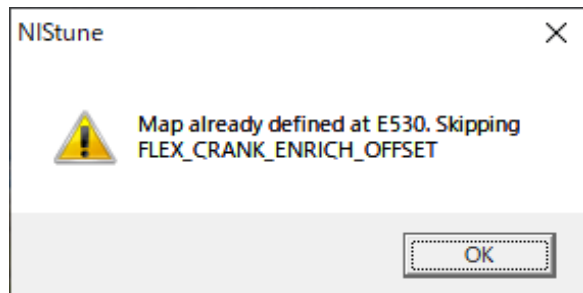 NIStune
Map already defined at E530. Skipping
FLEX_CRANK_ENRICH_OFFSET
OK